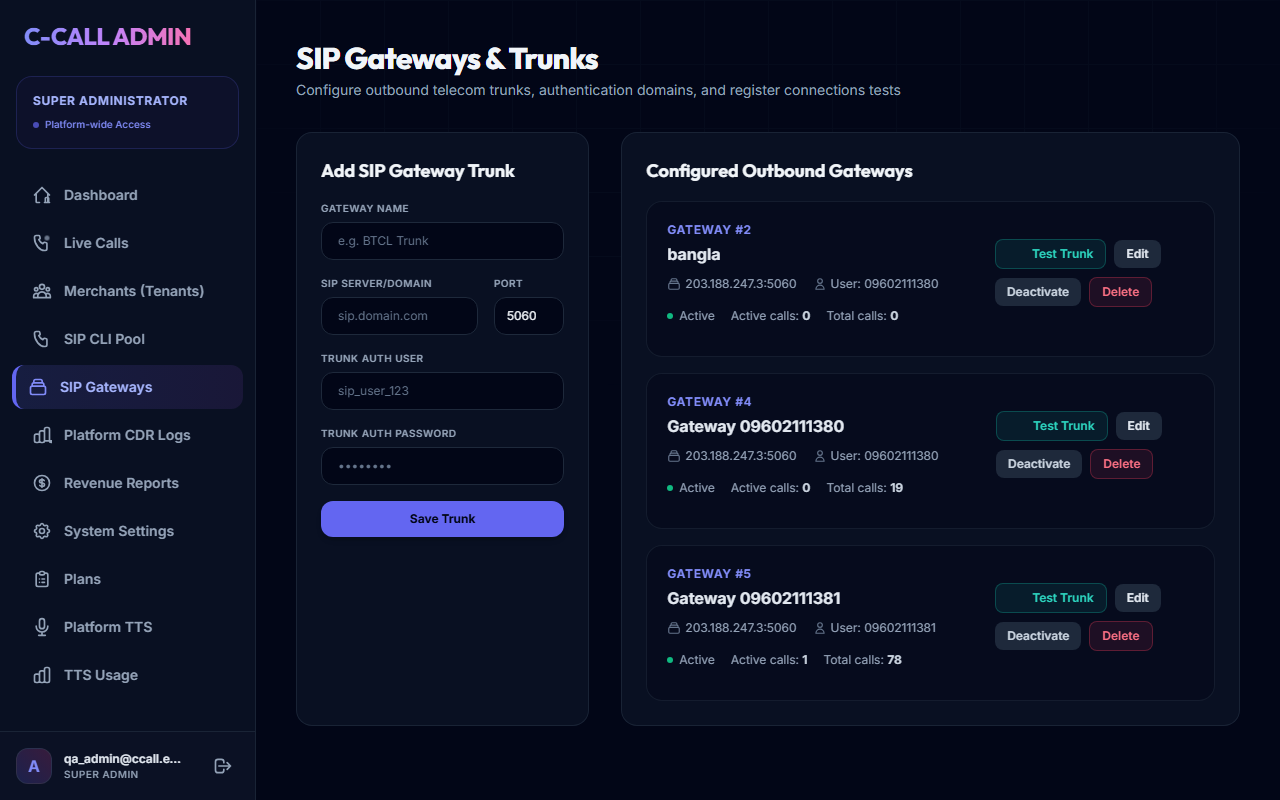 C-CALL ADMIN
SUPER ADMINISTRATOR
Platform-wide Access
Dashboard
Live Calls
Merchants (Tenants)
SIP CLI Pool
SIP Gateways
Platform CDR Logs
Revenue Reports
System Settings
Plans
Platform TTS
TTS Usage
A
qa_admin@ccall.e...
SUPER ADMIN
SIP Gateways & Trunks
Configure outbound telecom trunks, authentication domains, and register connections tests
Add SIP Gateway Trunk
GATEWAY NAME
e.g. BTCL Trunk
SIP SERVER/DOMAIN PORT
sip.domain.com 5060
TRUNK AUTH USER
sip_user_123
TRUNK AUTH PASSWORD
••••••••
Save Trunk
Configured Outbound Gateways
GATEWAY #2
bangla
203.188.247.3:5060 User: 09602111380
Active Active calls: 0 Total calls: 0
Test Trunk Edit
Deactivate Delete
GATEWAY #4
Gateway 09602111380
203.188.247.3:5060 User: 09602111380
Active Active calls: 0 Total calls: 19
Test Trunk Edit
Deactivate Delete
GATEWAY #5
Gateway 09602111381
203.188.247.3:5060 User: 09602111381
Active Active calls: 1 Total calls: 78
Test Trunk Edit
Deactivate Delete